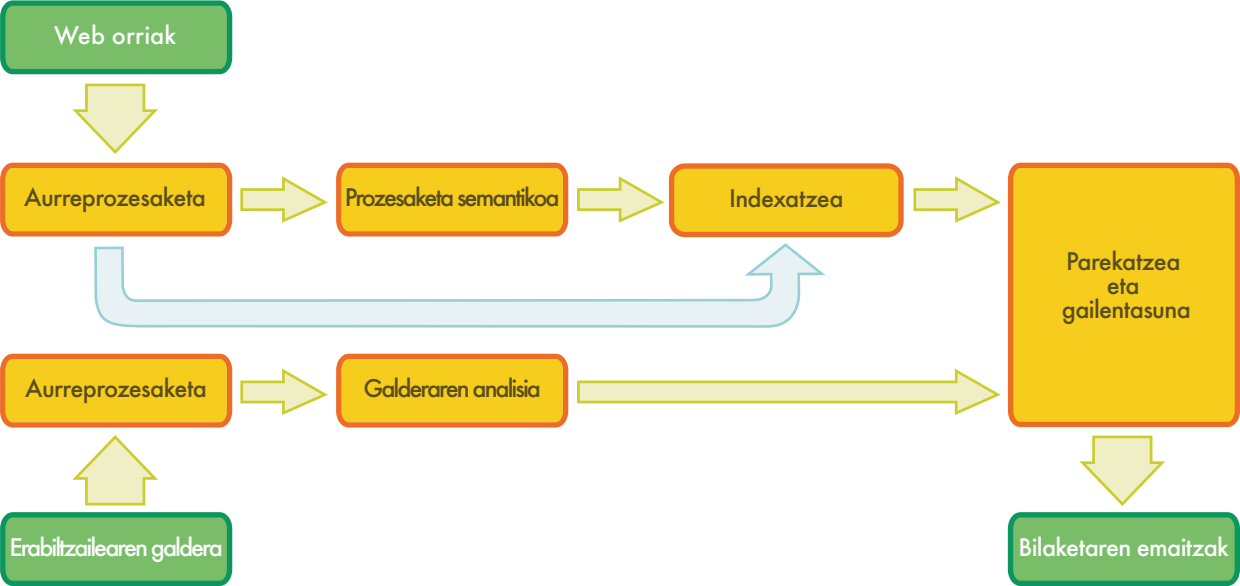 Web orriak
Aurreprozesaketa
Prozesaketa semantikoa
Indexatzea
Parekatzea
eta
gailentasuna
Aurreprozesaketa
Galderaren analisia
Erabiltzailearen galdera
Bilaketaren emaitzak